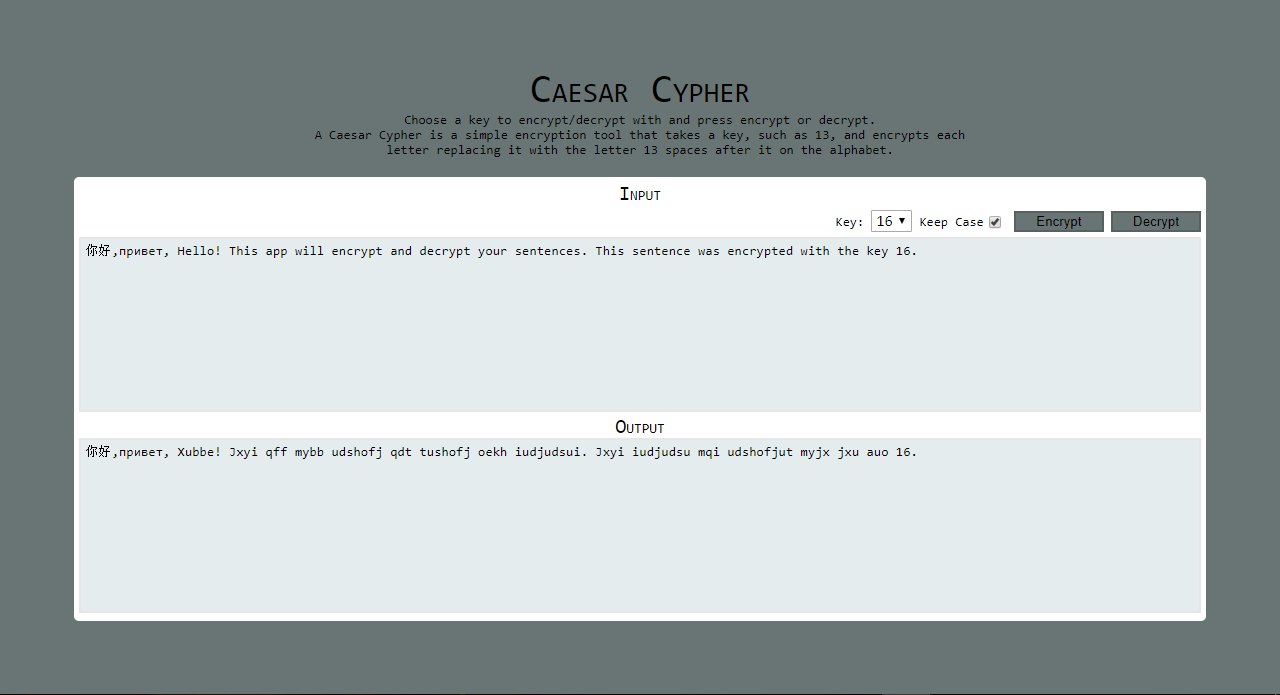 Caesar Cypher
Choose a key to encrypt/decrypt with and press encrypt or decrypt.
A Caesar Cypher is a simple encryption tool that takes a key, such as 13, and encrypts each
letter replacing it with the letter 13 spaces after it on the alphabet.
Input
Key: 16 Keep Case Encrypt Decrypt
你好,привет, Hello! This app will encrypt and decrypt your sentences. This sentence was encrypted with the key 16.
Output
你好,привет, Xubbe! Jxyi qff mybb udshofj qdt tushofj oekh iudjudsui. Jxyi iudjudsu mqi udshofjut myjx jxu auo 16.